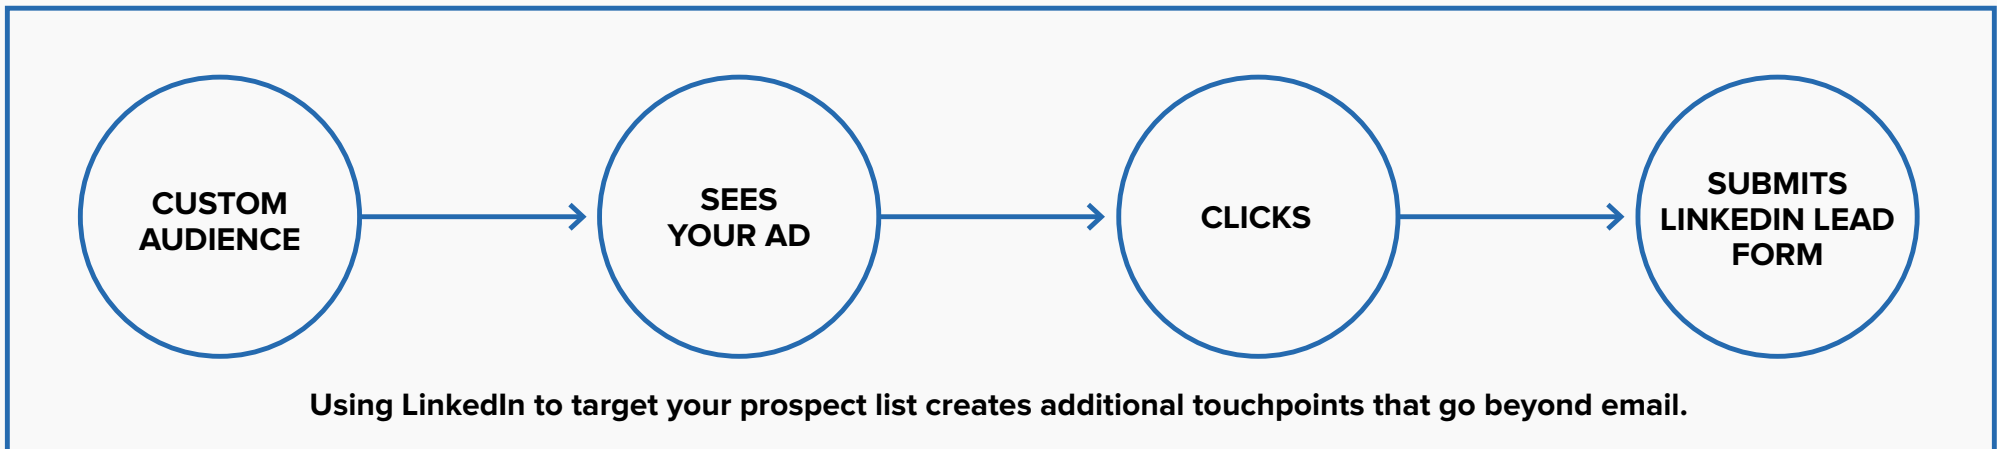 CUSTOM
AUDIENCE
SEES
YOUR AD
CLICKS
SUBMITS
LINKEDIN LEAD
FORM
Using LinkedIn to target your prospect list creates additional touchpoints that go beyond email.